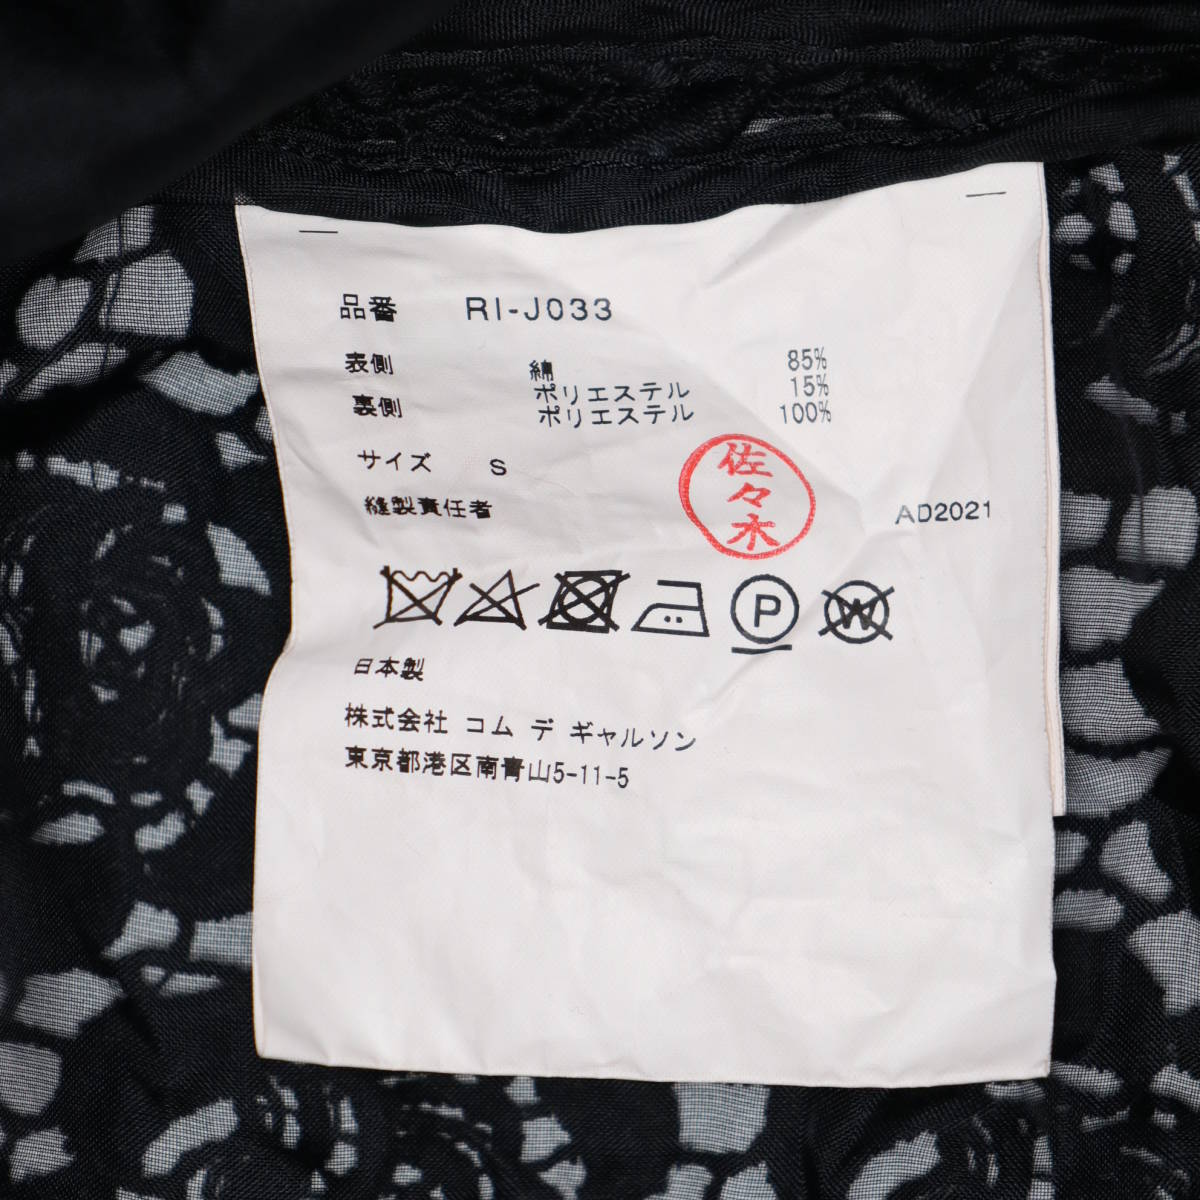 品番 RI-J033
表側 綿 85%
ポリエステル 15%
裏側 ポリエステル 100%
サイズ S
縫製責任者 佐々木 AD2021
P W
日本製
株式会社 コム デ ギャルソン
東京都港区南青山5-11-5